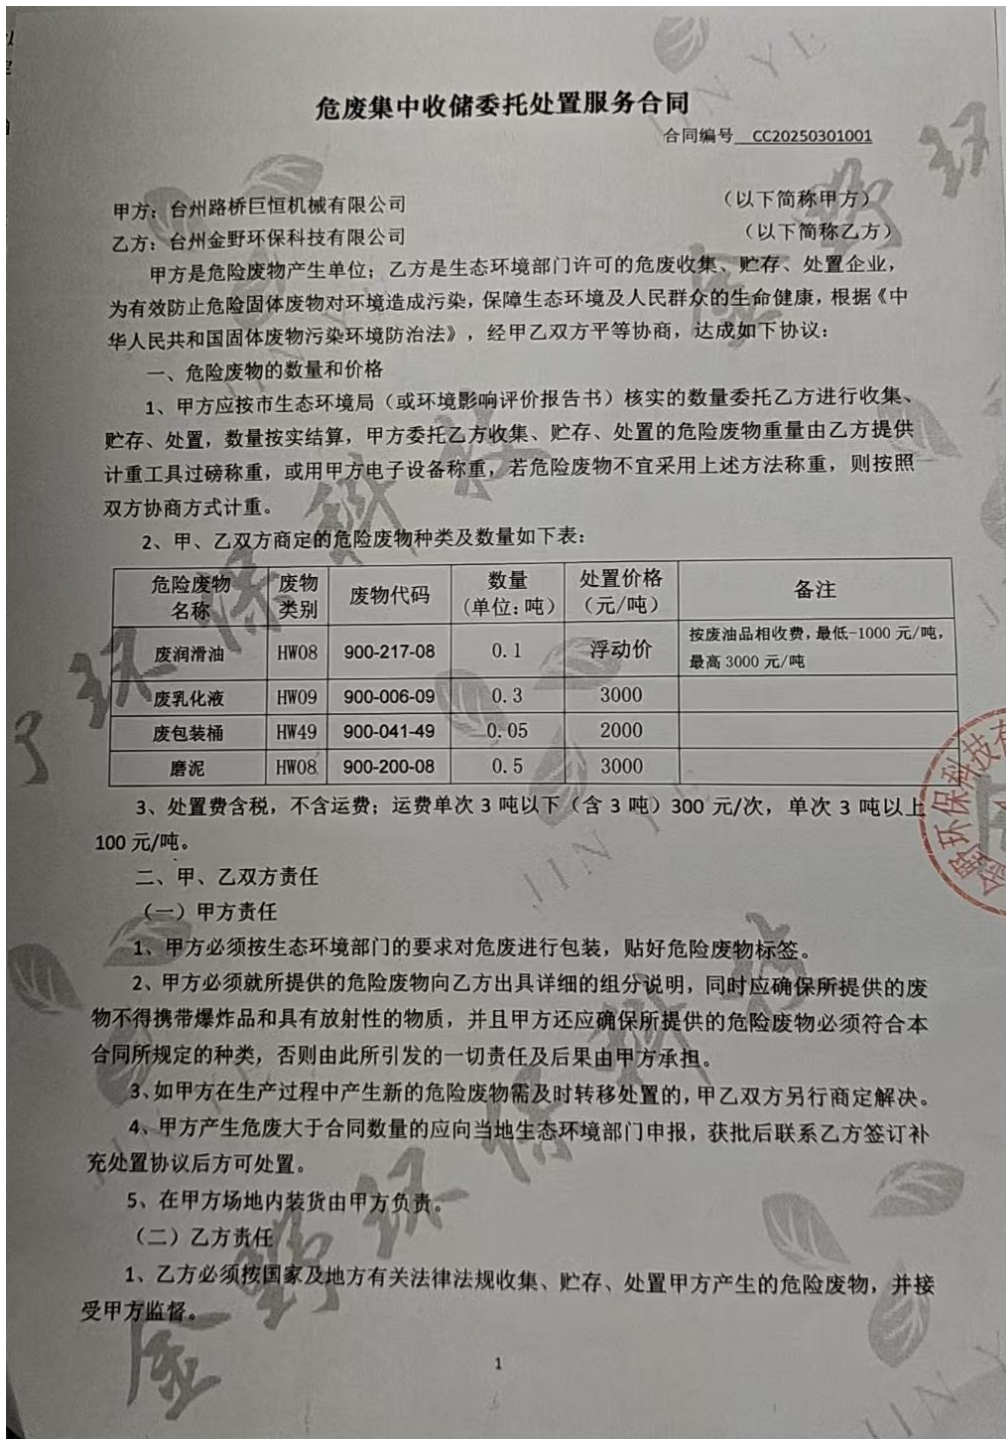 危废集中收储委托处置服务合同
合同编号 CC20250301001
甲方：台州路桥巨恒机械有限公司 （以下简称甲方）
乙方：台州金野环保科技有限公司 （以下简称乙方）
甲方是危险废物产生单位；乙方是生态环境部门许可的危废收集、贮存、处置企业，
为有效防止危险固体废物对环境造成污染，保障生态环境及人民群众的生命健康，根据《中
华人民共和国固体废物污染环境防治法》，经甲乙双方平等协商，达成如下协议：
一、危险废物的数量和价格
1、甲方应按市生态环境局（或环境影响评价报告书）核实的数量委托乙方进行收集、
贮存、处置，数量按实结算，甲方委托乙方收集、贮存、处置的危险废物重量由乙方提供
计重工具过磅称重，或用甲方电子设备称重，若危险废物不宜采用上述方法称重，则按照
双方协商方式计重。
2、甲、乙双方商定的危险废物种类及数量如下表：
危险废物名称 废物类别 废物代码 数量（单位：吨） 处置价格（元/吨） 备注
废润滑油 HW08 900-217-08 0.1 浮动价 按废油品相收费，最低-1000 元/吨，最高 3000 元/吨
废乳化液 HW09 900-006-09 0.3 3000
废包装桶 HW49 900-041-49 0.05 2000
磨泥 HW08 900-200-08 0.5 3000
3、处置费含税，不含运费；运费单次 3 吨以下（含 3 吨）300 元/次，单次 3 吨以上
100 元/吨。
二、甲、乙双方责任
（一）甲方责任
1、甲方必须按生态环境部门的要求对危废进行包装，贴好危险废物标签。
2、甲方必须就所提供的危险废物向乙方出具详细的组分说明，同时应确保所提供的废
物不得携带爆炸品和具有放射性的物质，并且甲方还应确保所提供的危险废物必须符合本
合同所规定的种类，否则由此所引发的一切责任及后果由甲方承担。
3、如甲方在生产过程中产生新的危险废物需及时转移处置的，甲乙双方另行商定解决。
4、甲方产生危废大于合同数量的应向当地生态环境部门申报，获批后联系乙方签订补
充处置协议后方可处置。
5、在甲方场地内装货由甲方负责。
（二）乙方责任
1、乙方必须按国家及地方有关法律法规收集、贮存、处置甲方产生的危险废物，并接
受甲方监督。
1
金野环保科技
JIN YE
金野环保科技有